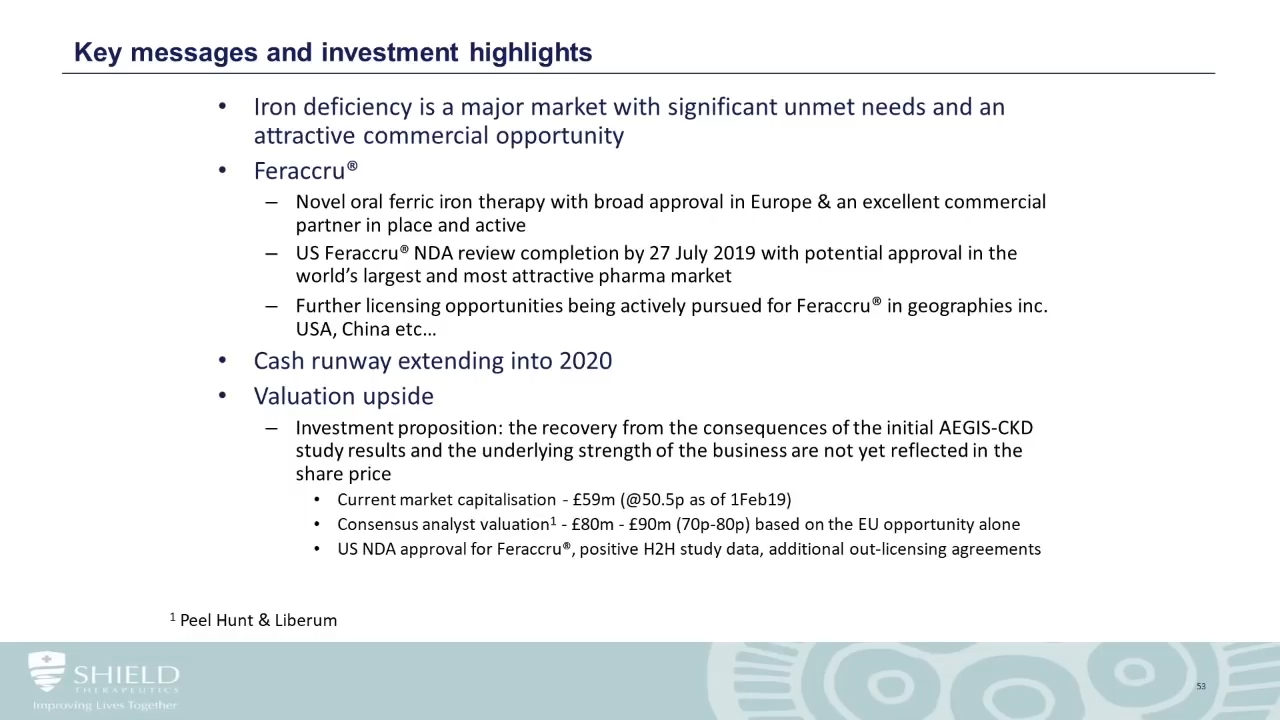 Key messages and investment highlights
• Iron deficiency is a major market with significant unmet needs and an
attractive commercial opportunity
• Feraccru®
– Novel oral ferric iron therapy with broad approval in Europe & an excellent commercial
partner in place and active
– US Feraccru® NDA review completion by 27 July 2019 with potential approval in the
world’s largest and most attractive pharma market
– Further licensing opportunities being actively pursued for Feraccru® in geographies inc.
USA, China etc…
• Cash runway extending into 2020
• Valuation upside
– Investment proposition: the recovery from the consequences of the initial AEGIS-CKD
study results and the underlying strength of the business are not yet reflected in the
share price
• Current market capitalisation - £59m (@50.5p as of 1Feb19)
• Consensus analyst valuation¹ - £80m - £90m (70p-80p) based on the EU opportunity alone
• US NDA approval for Feraccru®, positive H2H study data, additional out-licensing agreements
¹ Peel Hunt & Liberum
SHIELD
THERAPEUTICS
Improving Lives Together
53